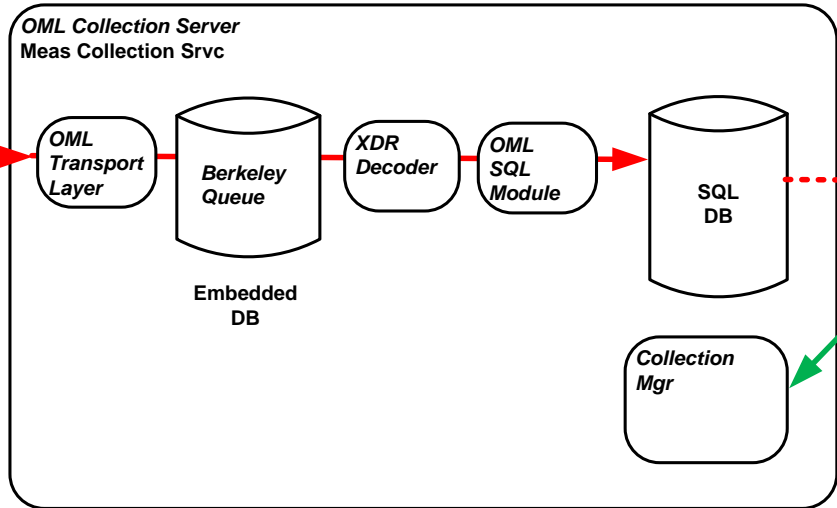 OML Collection Server
Meas Collection Srvc
OML
Transport
Layer
Berkeley
Queue
XDR
Decoder
OML
SQL
Module
SQL
DB
Embedded
DB
Collection
Mgr